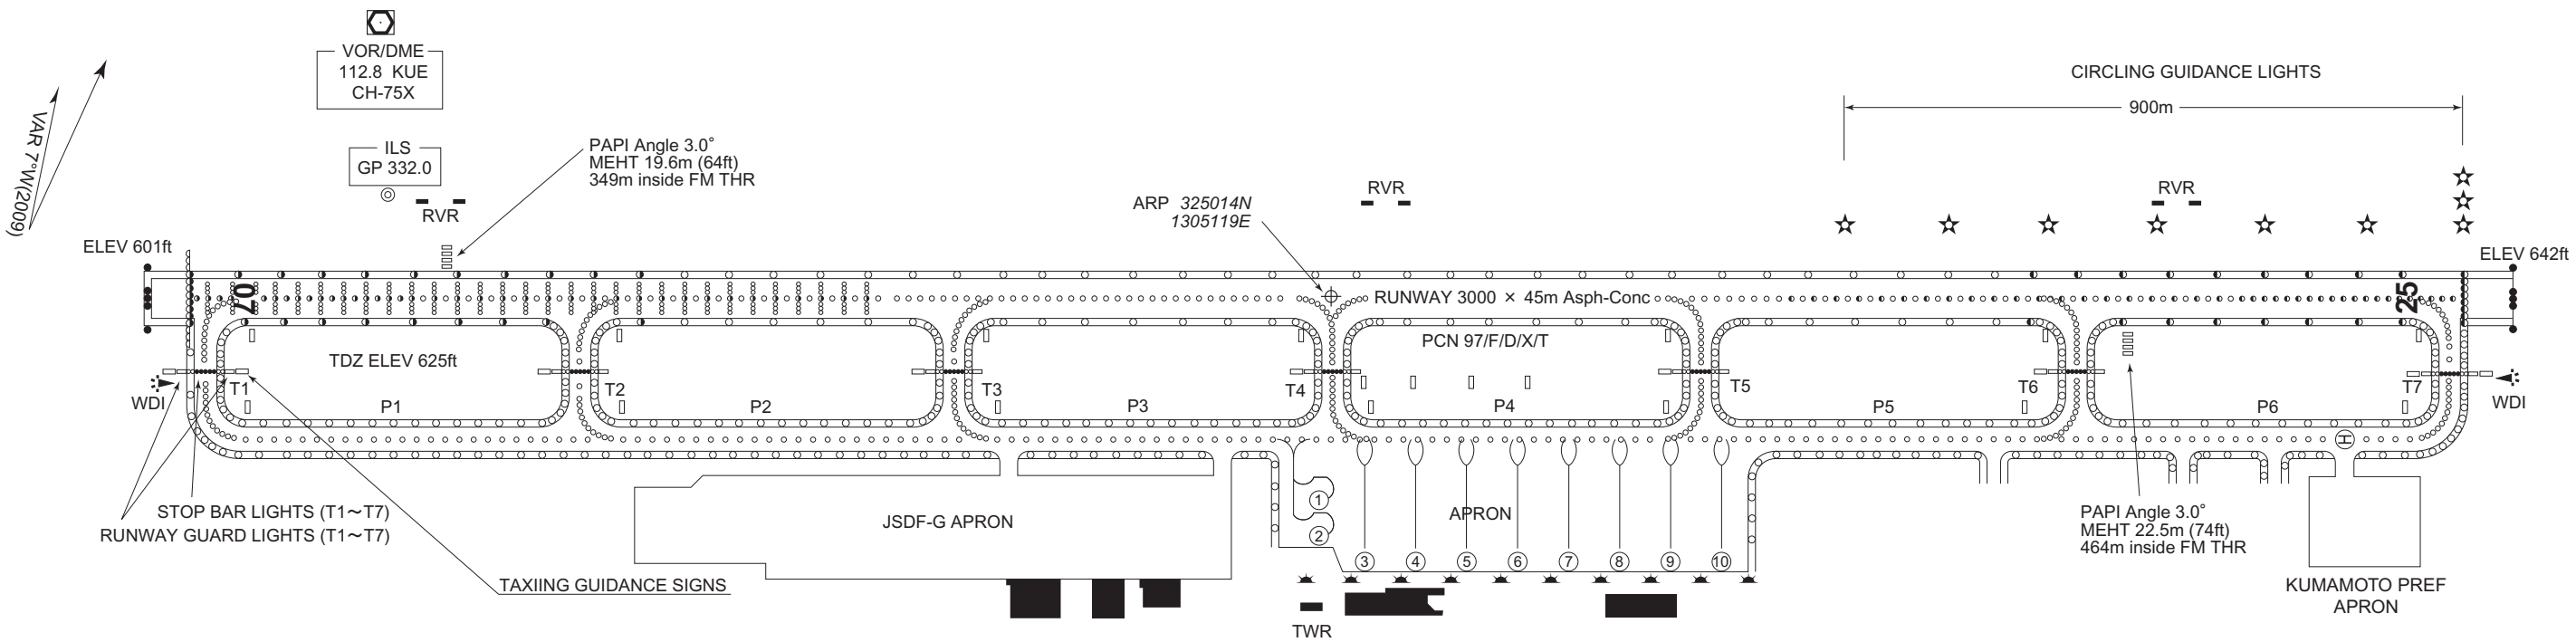 VOR/DME
112.8 KUE
CH-75X
CIRCLING GUIDANCE LIGHTS
900m
VAR 7°W(2009)
ILS
GP 332.0
PAPI Angle 3.0°
MEHT 19.6m (64ft)
349m inside FM THR
RVR
ARP 325014N
1305119E
RVR
RVR
ELEV 601ft
ELEV 642ft
07
RUNWAY 3000 × 45m Asph-Conc
25
PCN 97/F/D/X/T
TDZ ELEV 625ft
WDI
T1
T2
T3
T4
T5
T6
T7
WDI
P1
P2
P3
P4
P5
P6
H
STOP BAR LIGHTS (T1~T7)
RUNWAY GUARD LIGHTS (T1~T7)
JSDF-G APRON
1
2
APRON
PAPI Angle 3.0°
MEHT 22.5m (74ft)
464m inside FM THR
3
4
5
6
7
8
9
10
TAXIING GUIDANCE SIGNS
KUMAMOTO PREF
APRON
TWR